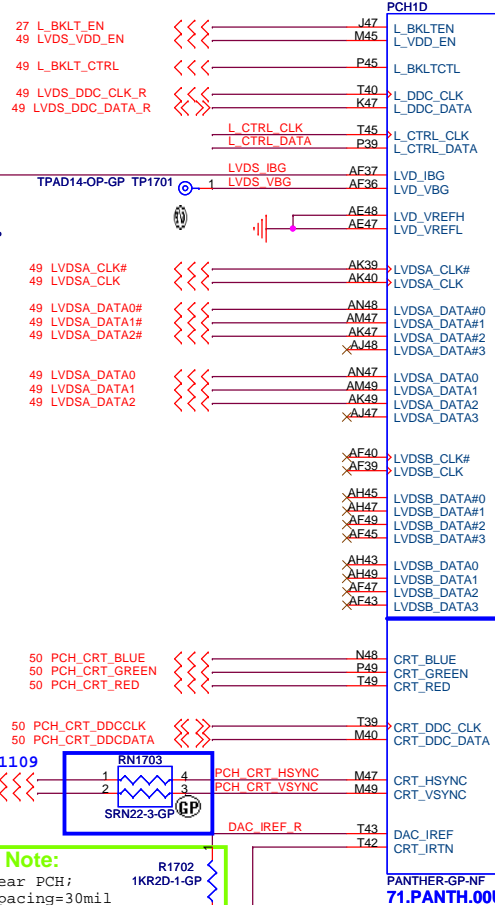 PCH1D
27 L_BKLT_EN J47 L_BKLTEN
49 LVDS_VDD_EN M45 L_VDD_EN
49 L_BKLT_CTRL P45 L_BKLTCTL
49 LVDS_DDC_CLK_R T40 L_DDC_CLK
49 LVDS_DDC_DATA_R K47 L_DDC_DATA
L_CTRL_CLK T45 L_CTRL_CLK
L_CTRL_DATA P39 L_CTRL_DATA
LVDS_IBG AF37 LVD_IBG
TPAD14-OP-GP TP1701 1 LVDS_VBG AF36 LVD_VBG
AE48 LVD_VREFH
AE47 LVD_VREFL
49 LVDSA_CLK# AK39 LVDSA_CLK#
49 LVDSA_CLK AK40 LVDSA_CLK
49 LVDSA_DATA0# AN48 LVDSA_DATA#0
49 LVDSA_DATA1# AM47 LVDSA_DATA#1
49 LVDSA_DATA2# AK47 LVDSA_DATA#2
AJ48 LVDSA_DATA#3
49 LVDSA_DATA0 AN47 LVDSA_DATA0
49 LVDSA_DATA1 AM49 LVDSA_DATA1
49 LVDSA_DATA2 AK49 LVDSA_DATA2
AJ47 LVDSA_DATA3
AF40 LVDSB_CLK#
AF39 LVDSB_CLK
AH45 LVDSB_DATA#0
AH47 LVDSB_DATA#1
AF49 LVDSB_DATA#2
AF45 LVDSB_DATA#3
AH43 LVDSB_DATA0
AH49 LVDSB_DATA1
AF47 LVDSB_DATA2
AF43 LVDSB_DATA3
50 PCH_CRT_BLUE N48 CRT_BLUE
50 PCH_CRT_GREEN P49 CRT_GREEN
50 PCH_CRT_RED T49 CRT_RED
50 PCH_CRT_DDCCLK T39 CRT_DDC_CLK
50 PCH_CRT_DDCDATA M40 CRT_DDC_DATA
1109 RN1703
1 4 PCH_CRT_HSYNC M47 CRT_HSYNC
2 3 PCH_CRT_VSYNC M49 CRT_VSYNC
SRN22-3-GP GP
DAC_IREF_R T43 DAC_IREF
T42 CRT_IRTN
Note:
1
R1702
1KR2D-1-GP
ear PCH;
pacing=30mil
PANTHER-GP-NF
71.PANTH.00U